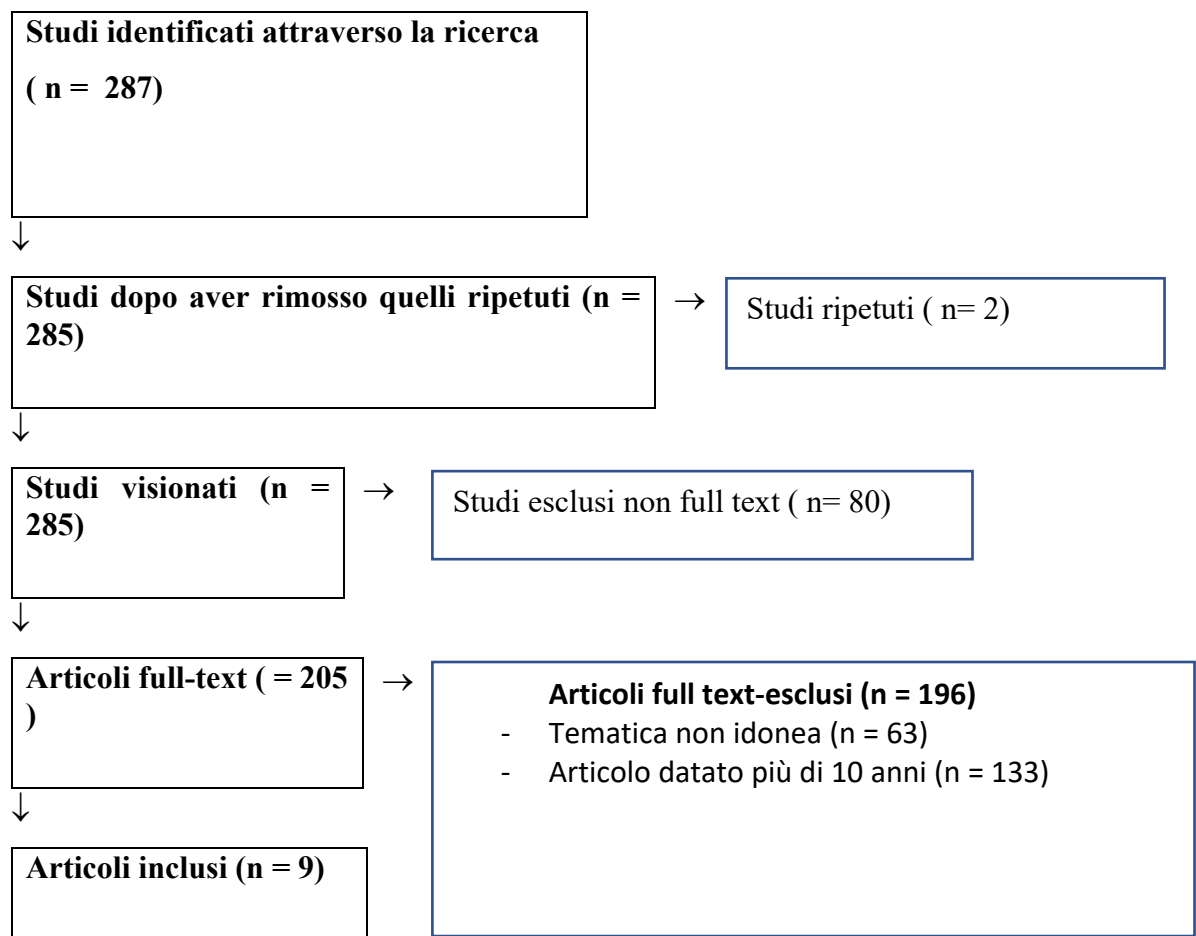 Studi identificati attraverso la ricerca
( n = 287)
↓
Studi dopo aver rimosso quelli ripetuti (n =
285)
→
Studi ripetuti ( n= 2)
↓
Studi visionati (n =
285)
→
Studi esclusi non full text ( n= 80)
↓
Articoli full-text ( = 205
)
→
Articoli full text-esclusi (n = 196)
- Tematica non idonea (n = 63)
- Articolo datato più di 10 anni (n = 133)
↓
Articoli inclusi (n = 9)